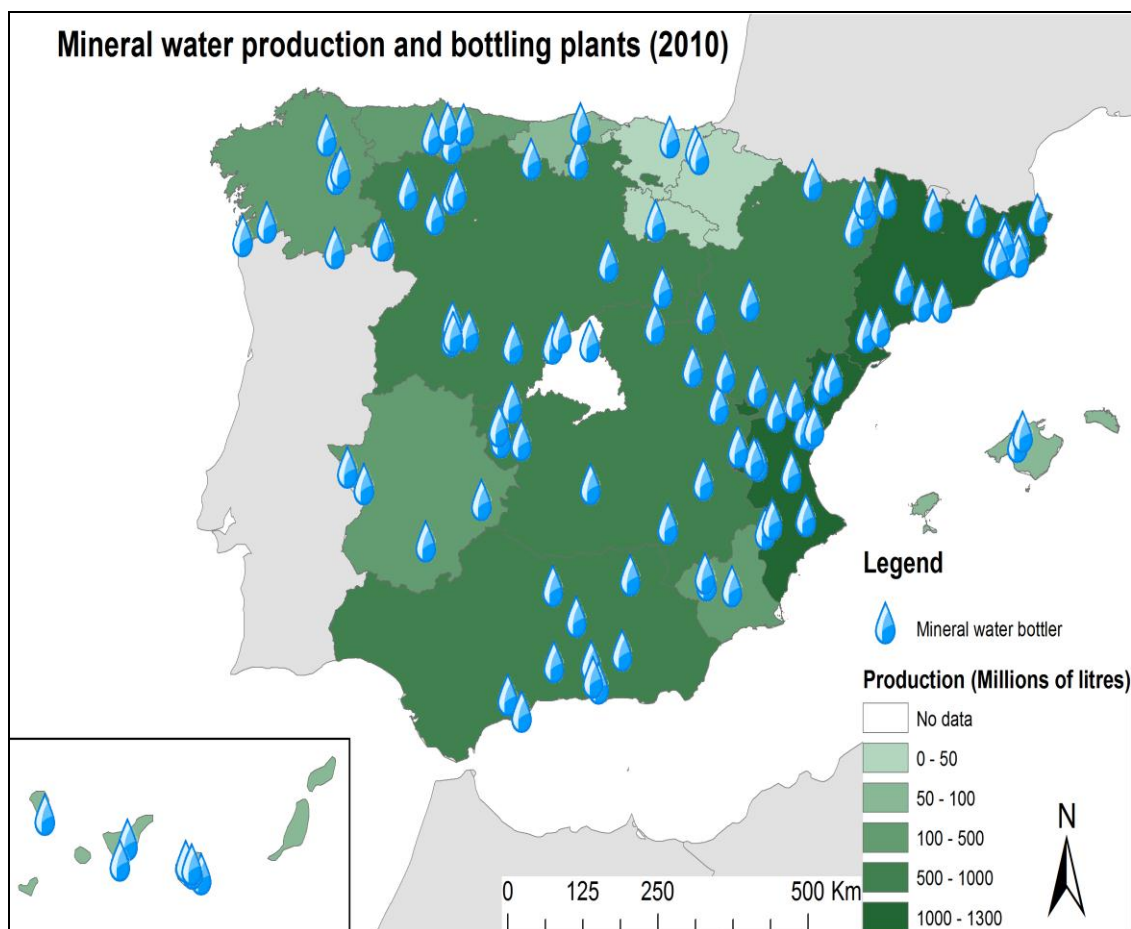 Mineral water production and bottling plants (2010)
Legend
Mineral water bottler
Production (Millions of litres)
No data
0 - 50
50 - 100
100 - 500
500 - 1000
1000 - 1300
N
0 125 250 500 Km